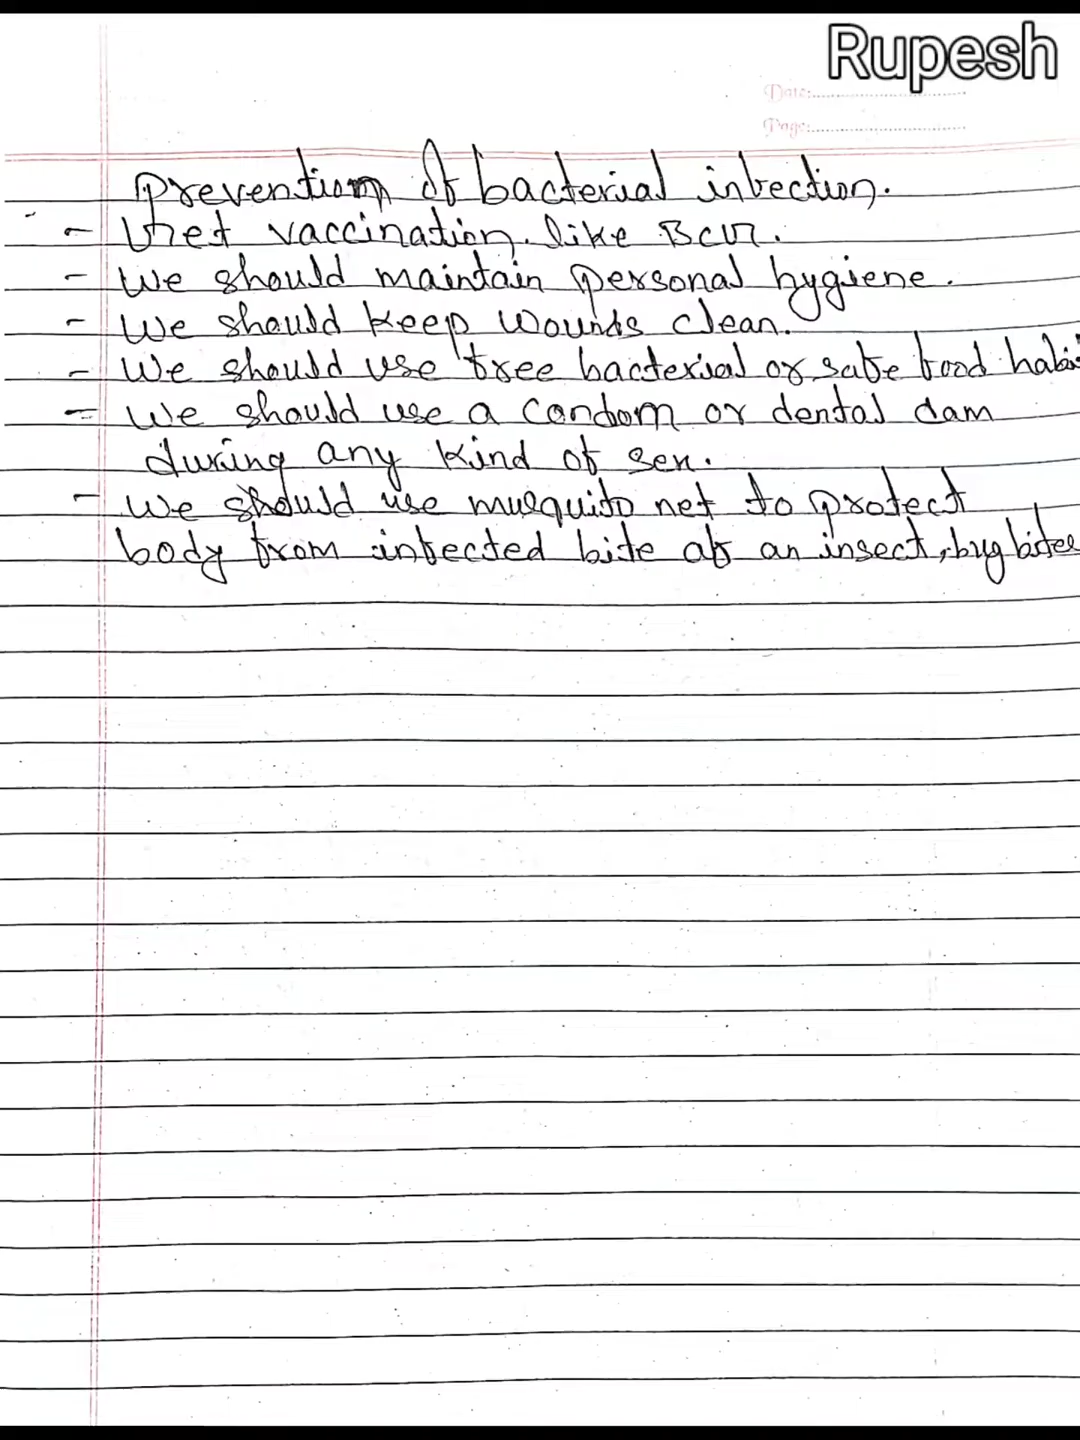 Rupesh
Date:
Page:
Prevention of bacterial infection.
- Get vaccination. like BCG.
- We should maintain personal hygiene.
- We should keep wounds clean.
- We should use free bacterial or safe food habi
- We should use a condom or dental dam
during any kind of sex.
- We should use musquito net to protect
body from infected bite of an insect, bug bites